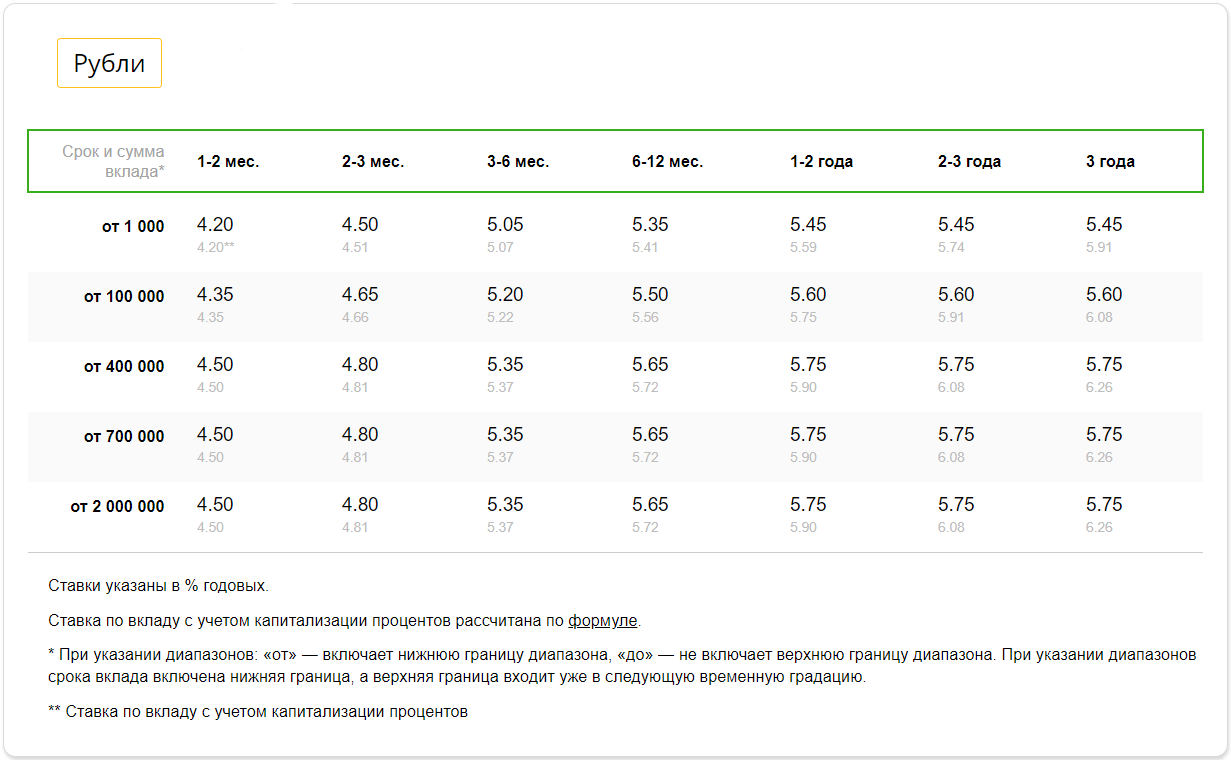 Рубли
Срок и сумма вклада* 1-2 мес. 2-3 мес. 3-6 мес. 6-12 мес. 1-2 года 2-3 года 3 года
от 1 000 4.20 4.50 5.05 5.35 5.45 5.45 5.45
4.20** 4.51 5.07 5.41 5.59 5.74 5.91
от 100 000 4.35 4.65 5.20 5.50 5.60 5.60 5.60
4.35 4.66 5.22 5.56 5.75 5.91 6.08
от 400 000 4.50 4.80 5.35 5.65 5.75 5.75 5.75
4.50 4.81 5.37 5.72 5.90 6.08 6.26
от 700 000 4.50 4.80 5.35 5.65 5.75 5.75 5.75
4.50 4.81 5.37 5.72 5.90 6.08 6.26
от 2 000 000 4.50 4.80 5.35 5.65 5.75 5.75 5.75
4.50 4.81 5.37 5.72 5.90 6.08 6.26
Ставки указаны в % годовых.
Ставка по вкладу с учетом капитализации процентов рассчитана по формуле.
* При указании диапазонов: «от» — включает нижнюю границу диапазона, «до» — не включает верхнюю границу диапазона. При указании диапазонов
срока вклада включена нижняя граница, а верхняя граница входит уже в следующую временную градацию.
** Ставка по вкладу с учетом капитализации процентов